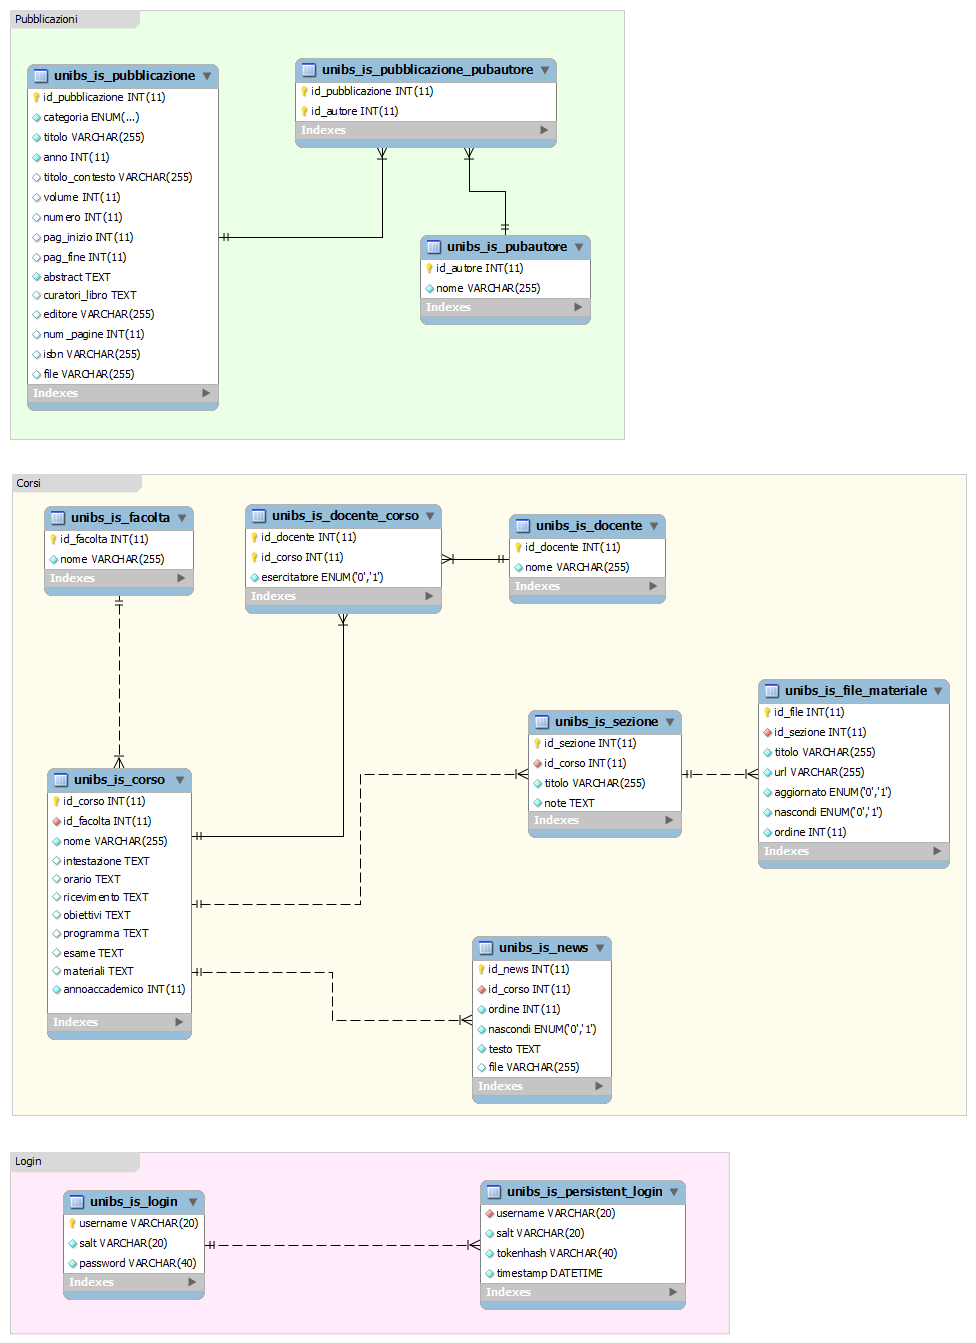 Pubblicazioni
unibs_is_pubblicazione
id_pubblicazione INT(11)
categoria ENUM(...)
titolo VARCHAR(255)
anno INT(11)
titolo_contesto VARCHAR(255)
volume INT(11)
numero INT(11)
pag_inizio INT(11)
pag_fine INT(11)
abstract TEXT
curatori_libro TEXT
editore VARCHAR(255)
num_pagine INT(11)
isbn VARCHAR(255)
file VARCHAR(255)
Indexes
unibs_is_pubblicazione_pubautore
id_pubblicazione INT(11)
id_autore INT(11)
Indexes
unibs_is_pubautore
id_autore INT(11)
nome VARCHAR(255)
Indexes
Corsi
unibs_is_facolta
id_facolta INT(11)
nome VARCHAR(255)
Indexes
unibs_is_docente_corso
id_docente INT(11)
id_corso INT(11)
esercitatore ENUM('0','1')
Indexes
unibs_is_docente
id_docente INT(11)
nome VARCHAR(255)
Indexes
unibs_is_corso
id_corso INT(11)
id_facolta INT(11)
nome VARCHAR(255)
intestazione TEXT
orario TEXT
ricevimento TEXT
obiettivi TEXT
programma TEXT
esame TEXT
materiali TEXT
annoaccademico INT(11)
Indexes
unibs_is_sezione
id_sezione INT(11)
id_corso INT(11)
titolo VARCHAR(255)
note TEXT
Indexes
unibs_is_file_materiale
id_file INT(11)
id_sezione INT(11)
titolo VARCHAR(255)
url VARCHAR(255)
aggiornato ENUM('0','1')
nascondi ENUM('0','1')
ordine INT(11)
Indexes
unibs_is_news
id_news INT(11)
id_corso INT(11)
ordine INT(11)
nascondi ENUM('0','1')
testo TEXT
file VARCHAR(255)
Indexes
Login
unibs_is_login
username VARCHAR(20)
salt VARCHAR(20)
password VARCHAR(40)
Indexes
unibs_is_persistent_login
username VARCHAR(20)
salt VARCHAR(20)
tokenhash VARCHAR(40)
timestamp DATETIME
Indexes